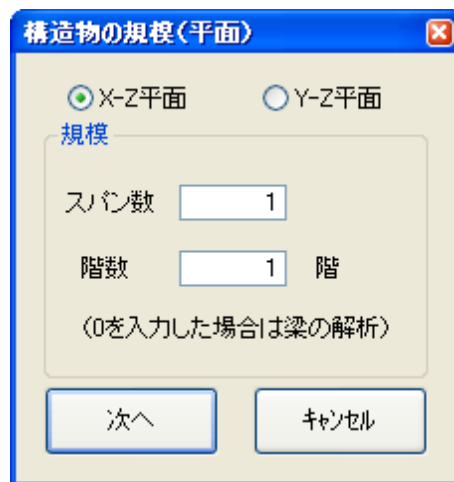 構造物の規模(平面)
X-Z平面 Y-Z平面
規模
スパン数 1
階数 1 階
(0を入力した場合は梁の解析)
次へ ｷｬﾝｾﾙ